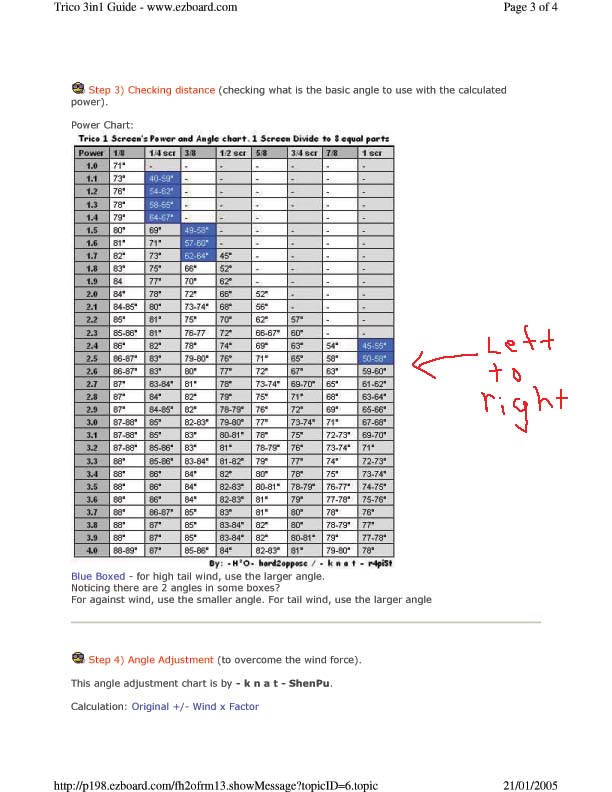 Trico 3in1 Guide - www.ezboard.com Page 3 of 4
Step 3) Checking distance (checking what is the basic angle to use with the calculated
power).
Power Chart:
Trico 1 Screen's Power and Angle chart. 1 Screen Divide to 8 equal parts
Power 1/8 1/4 scr 3/8 1/2 scr 5/8 3/4 scr 7/8 1 scr
1.0 71° - - - - - - -
1.1 73° 40-59° - - - - - -
1.2 76° 54-62° - - - - - -
1.3 78° 58-65° - - - - - -
1.4 79° 64-67° - - - - - -
1.5 80° 69° 49-58° - - - - -
1.6 81° 71° 57-60° - - - - -
1.7 82° 73° 62-64° 45° - - - -
1.8 83° 75° 66° 52° - - - -
1.9 84 77° 70° 62° - - - -
2.0 84° 78° 72° 66° 52° - - -
2.1 84-85° 80° 73-74° 68° 56° - - -
2.2 85° 81° 75° 70° 62° 57° - -
2.3 85-86° 81° 76-77 72° 66-67° 60° - -
2.4 86° 82° 78° 74° 69° 63° 54° 45-55°
2.5 86-87° 83° 79-80° 76° 71° 65° 58° 50-58°
2.6 86-87° 83° 80° 77° 72° 67° 63° 59-60°
2.7 87° 83-84° 81° 78° 73-74° 69-70° 65° 61-62°
2.8 87° 84° 82° 79° 75° 71° 68° 63-64°
2.9 87° 84-85° 82° 78-79° 76° 72° 69° 65-66°
3.0 87-88° 85° 82-83° 79-80° 77° 73-74° 71° 67-68°
3.1 87-88° 85° 83° 80-81° 78° 75° 72-73° 69-70°
3.2 87-88° 85-86° 83° 81° 78-79° 76° 73-74° 71°
3.3 88° 85-86° 83-84° 81-82° 79° 77° 74° 72-73°
3.4 88° 86° 84° 82° 80° 78° 75° 73-74°
3.5 88° 86° 84° 82-83° 80-81° 78-79° 76-77° 74-75°
3.6 88° 86° 84° 82-83° 81° 79° 77-78° 75-76°
3.7 88° 86-87° 85° 83° 81° 80° 78° 76°
3.8 88° 87° 85° 83-84° 82° 80° 78-79° 77°
3.9 88° 87° 85° 83-84° 82° 80-81° 79° 77-78°
4.0 88-89° 87° 85-86° 84° 82-83° 81° 79-80° 78°
By: -H²O- hard2oppose / - k n a t - r4piSt
Left
to
right
Blue Boxed - for high tail wind, use the larger angle.
Noticing there are 2 angles in some boxes?
For against wind, use the smaller angle. For tail wind, use the larger angle
Step 4) Angle Adjustment (to overcome the wind force).
This angle adjustment chart is by - k n a t - ShenPu.
Calculation: Original +/- Wind x Factor
http://p198.ezboard.com/fh2ofrm13.showMessage?topicID=6.topic 21/01/2005